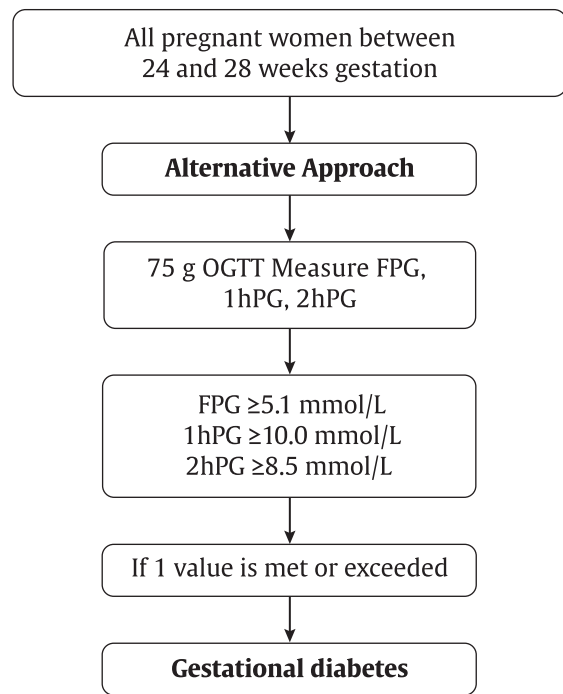 All pregnant women between
24 and 28 weeks gestation
Alternative Approach
75 g OGTT Measure FPG,
1hPG, 2hPG
FPG ≥5.1 mmol/L
1hPG ≥10.0 mmol/L
2hPG ≥8.5 mmol/L
If 1 value is met or exceeded
Gestational diabetes